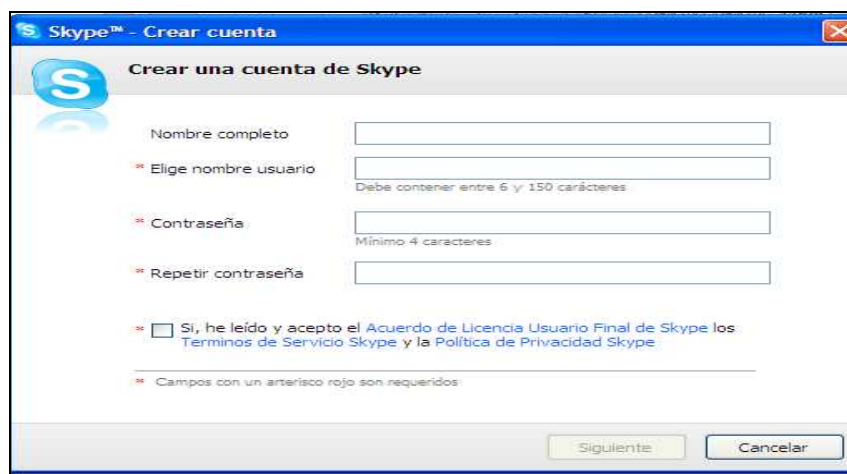 Skype™ - Crear cuenta
Crear una cuenta de Skype
Nombre completo
* Elige nombre usuario
Debe contener entre 6 y 150 carácteres
* Contraseña
Mínimo 4 caracteres
* Repetir contraseña
* Si, he leído y acepto el Acuerdo de Licencia Usuario Final de Skype los
Terminos de Servicio Skype y la Política de Privacidad Skype
* Campos con un arterisco rojo son requeridos
Siguiente Cancelar